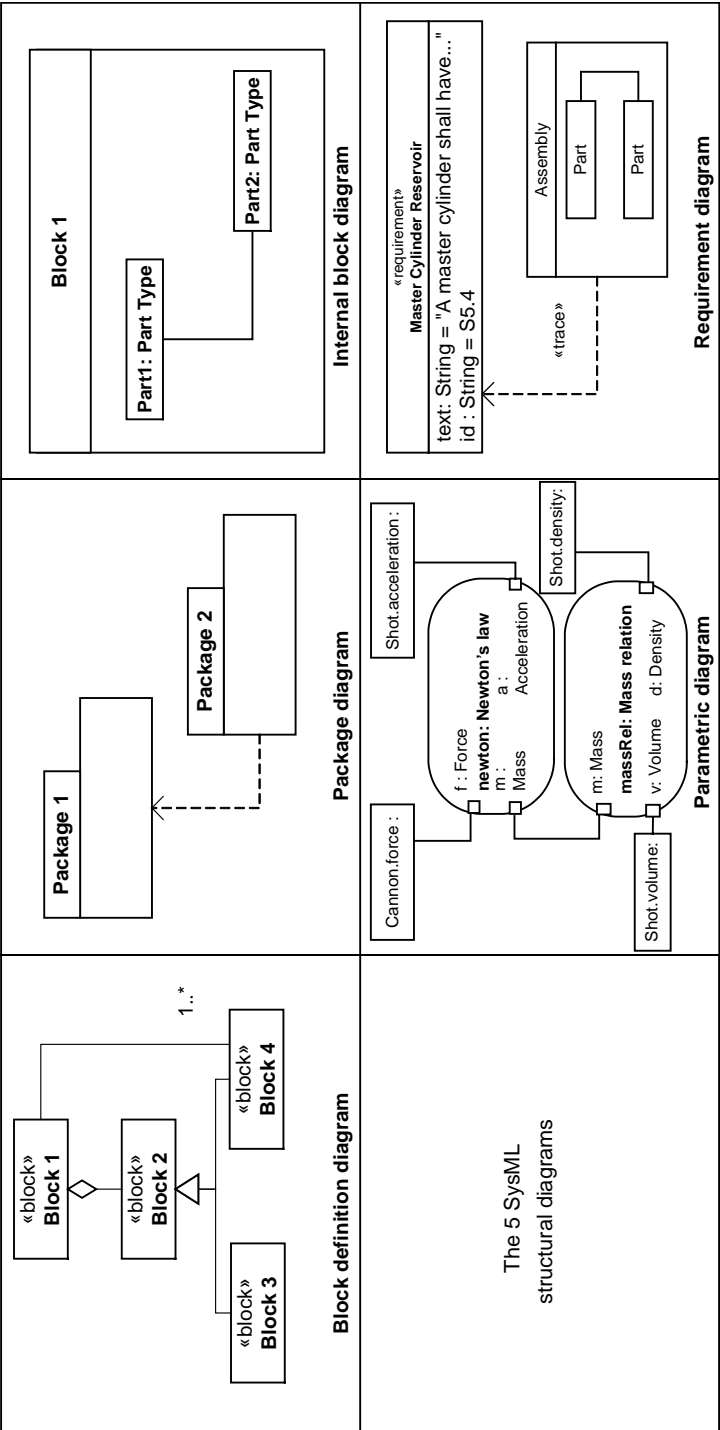 «block»
Block 1
«block»
Block 2
«block»
Block 3
«block»
Block 4
1..*
Block definition diagram
Package 1
Package 2
Package diagram
Block 1
Part1: Part Type
Part2: Part Type
Internal block diagram
The 5 SysML
structural diagrams
Cannon.force :
Shot.acceleration :
f : Force
newton: Newton's law
m :
Mass
a :
Acceleration
m: Mass
massRel: Mass relation
v: Volume
d: Density
Shot.volume:
Shot.density:
Parametric diagram
«requirement»
Master Cylinder Reservoir
text: String = "A master cylinder shall have..."
id : String = S5.4
«trace»
Assembly
Part
Part
Requirement diagram